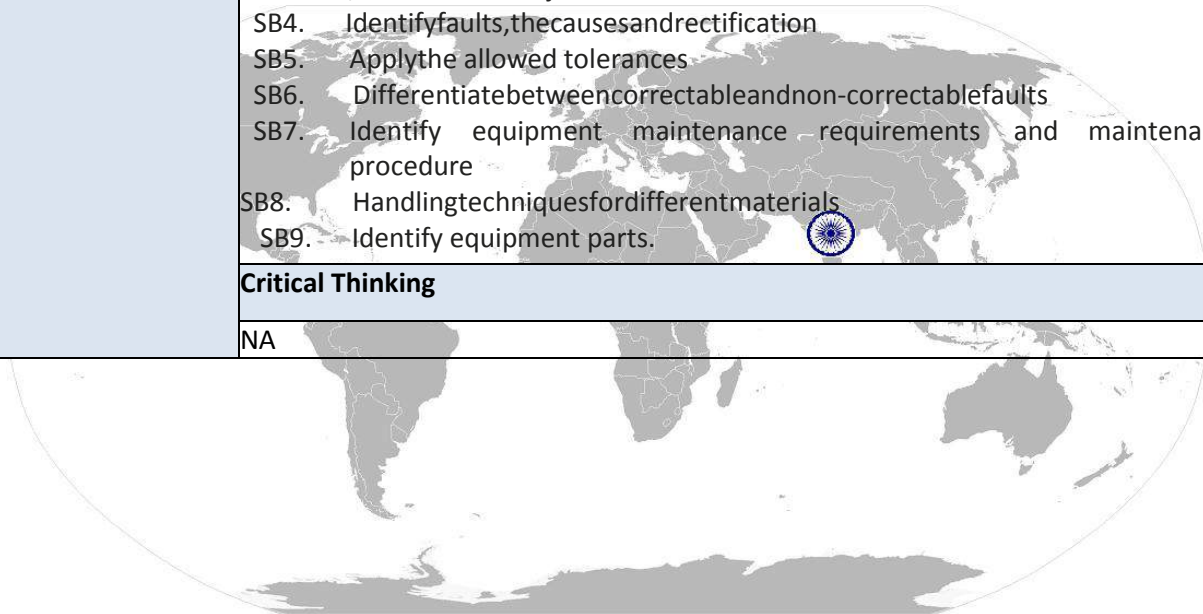 SB4. Identifyfaults,thecausesandrectification
SB5. Applythe allowed tolerances
SB6. Differentiatebetweencorrectableandnon-correctablefaults
SB7. Identify equipment maintenance requirements and maintena
procedure
SB8. Handlingtechniquesfordifferentmaterials
SB9. Identify equipment parts.
Critical Thinking
NA